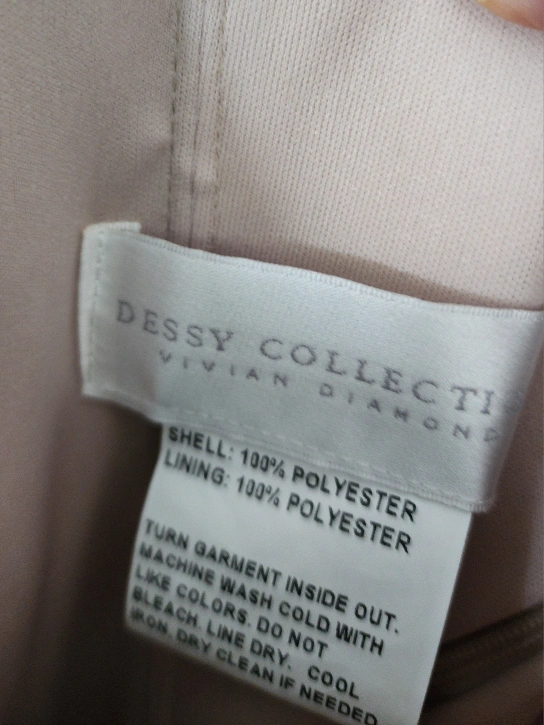 DESSY COLLECTI
VIVIAN DIAMOND
SHELL: 100% POLYESTER
LINING: 100% POLYESTER
TURN GARMENT INSIDE OUT.
MACHINE WASH COLD WITH
LIKE COLORS. DO NOT
BLEACH. LINE DRY. COOL
IRON. DRY CLEAN IF NEEDED.